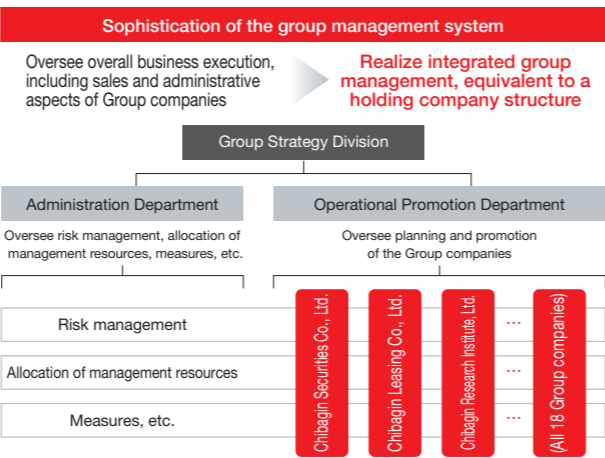 Sophistication of the group management system
Oversee overall business execution,
including sales and administrative
aspects of Group companies
Realize integrated group
management, equivalent to a
holding company structure
Group Strategy Division
Administration Department
Operational Promotion Department
Oversee risk management, allocation of
management resources, measures, etc.
Oversee planning and promotion
of the Group companies
Risk management
Allocation of management resources
Measures, etc.
Chibagin Securities Co., Ltd.
Chibagin Leasing Co., Ltd.
Chibagin Research Institute, Ltd.
...
...
...
(All 18 Group companies)